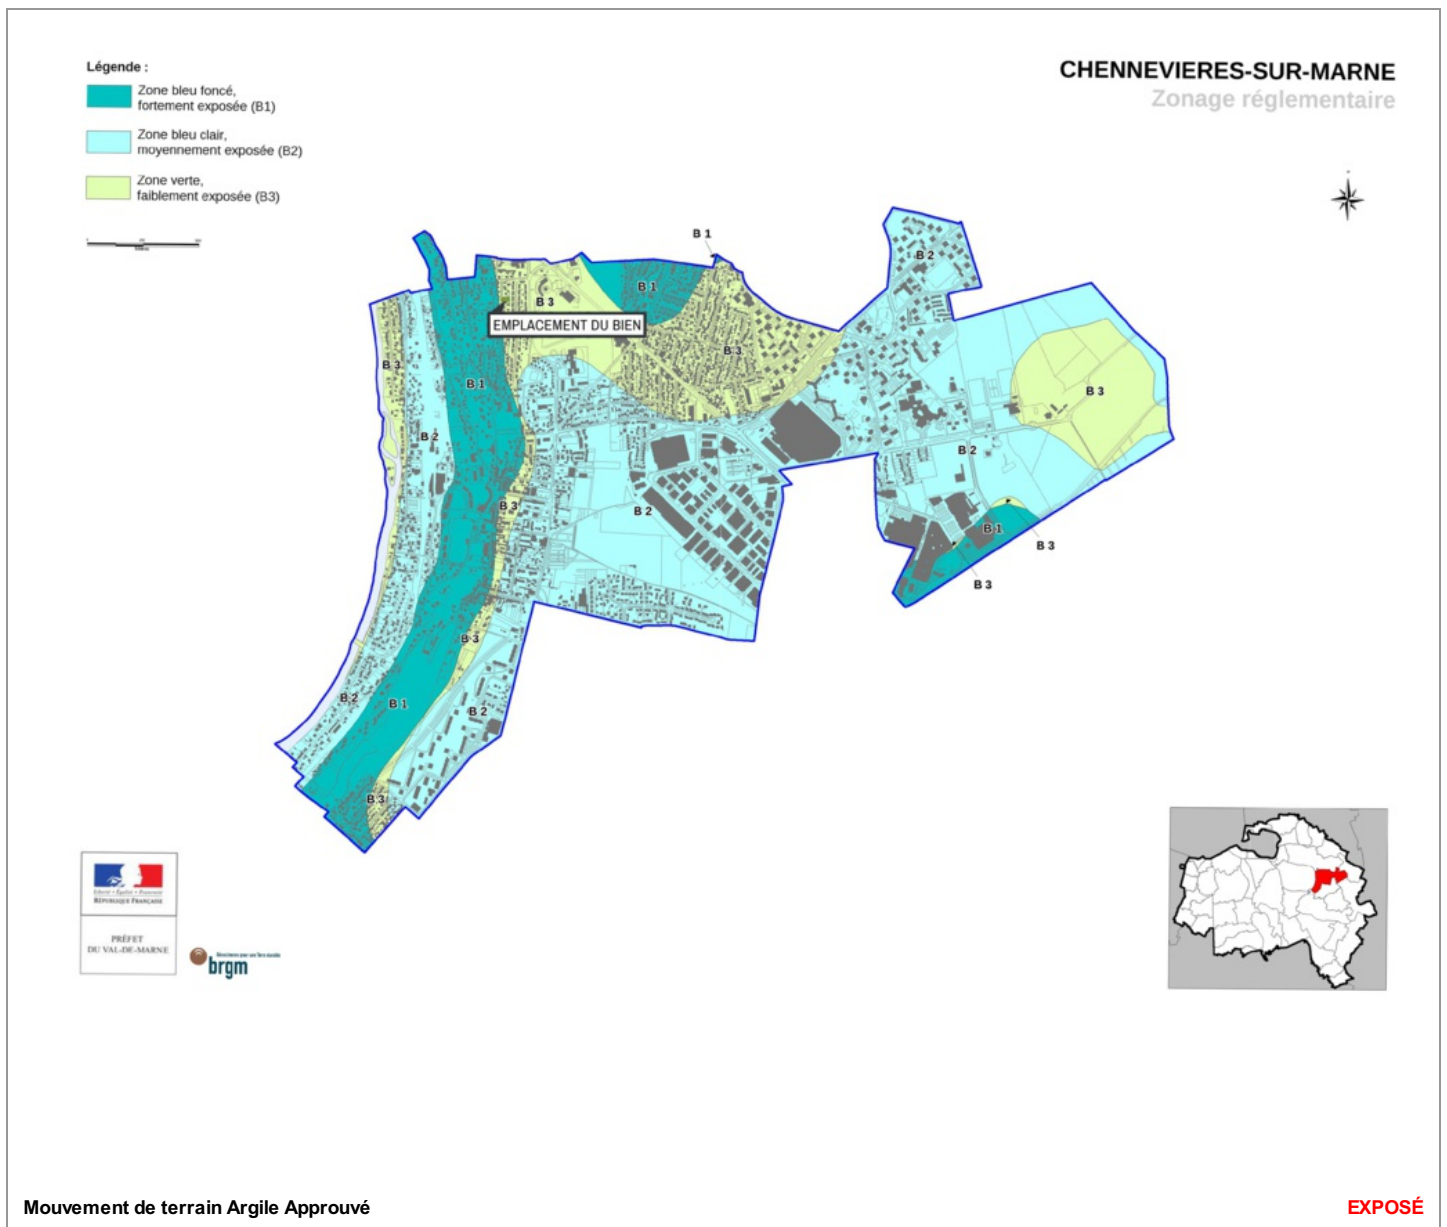 Légende :
Zone bleu foncé,
fortement exposée (B1)
Zone bleu clair,
moyennement exposée (B2)
Zone verte,
faiblement exposée (B3)
CHENNEVIERES-SUR-MARNE
Zonage réglementaire
B 1
B 2
B 1
B 3
EMPLACEMENT DU BIEN
B 3
B 3
B 1
B 3
B 2
B 2
B 3
B 2
B 1
B 3
B 3
B 3
B 2
B 1
B 2
B 3
RÉPUBLIQUE FRANÇAISE
PRÉFET
DU VAL-DE-MARNE
brgm
Mouvement de terrain Argile Approuvé
EXPOSÉ